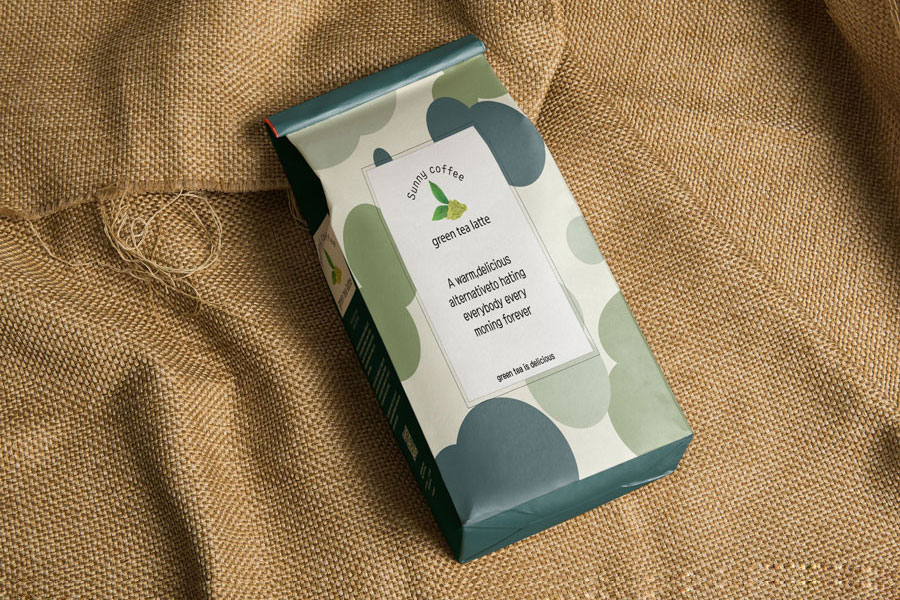 Sunny coffee
green tea latte
A warm,delicious
alternativeto hating
everybody every
moning forever
green tea is delicious